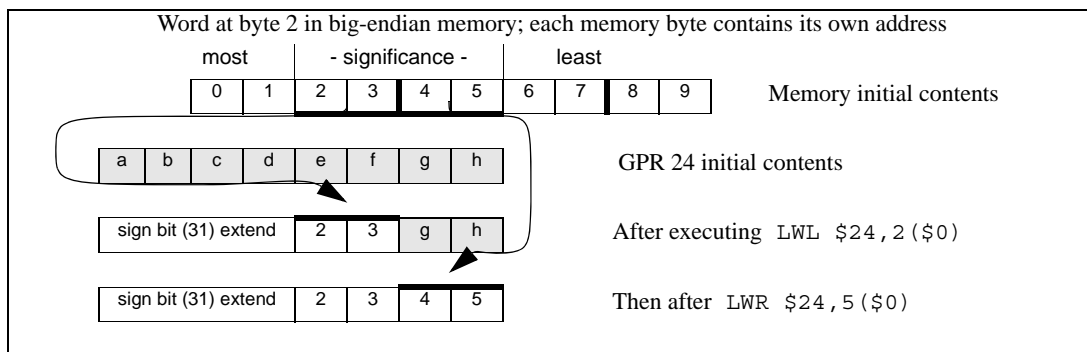 Word at byte 2 in big-endian memory; each memory byte contains its own address
most - significance - least
0 1 2 3 4 5 6 7 8 9 Memory initial contents
a b c d e f g h GPR 24 initial contents
sign bit (31) extend 2 3 g h After executing LWL $24,2($0)
sign bit (31) extend 2 3 4 5 Then after LWR $24,5($0)